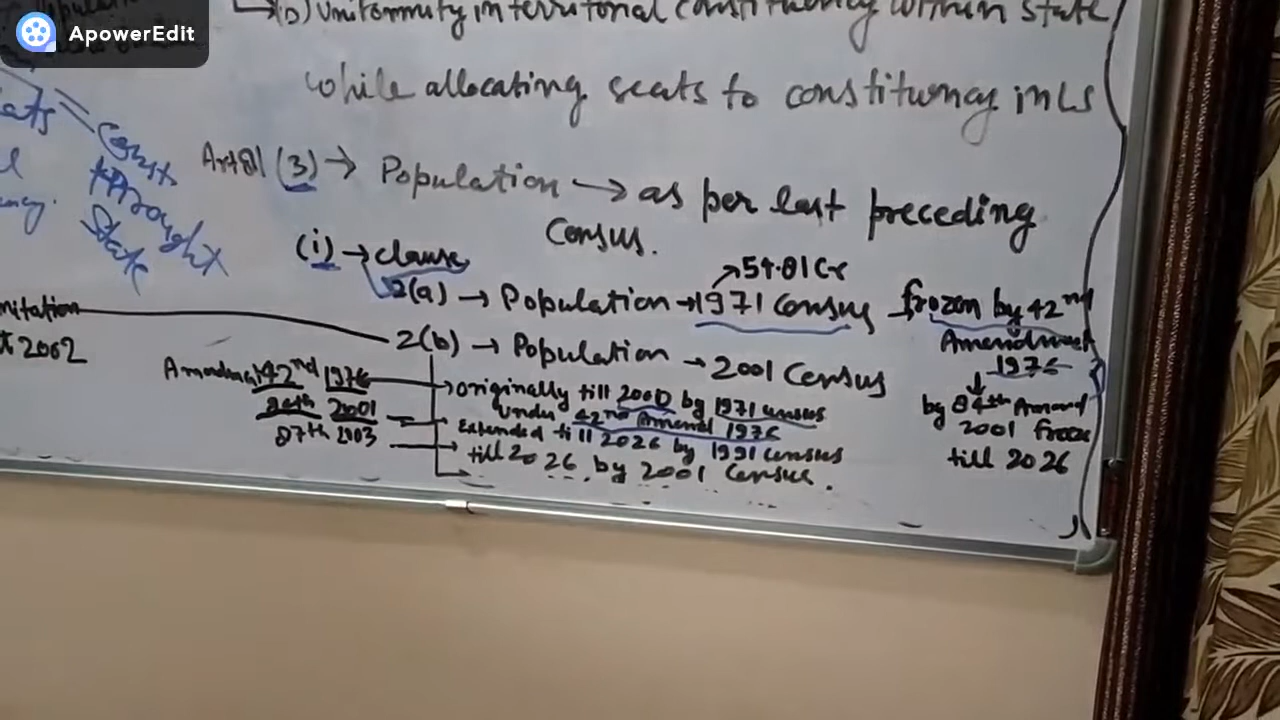 ApowerEdit
(b) Uniformity in territorial constituency within state
while allocating seats to constituency in LS
Art 81 (3) → Population → as per last preceding
Census.
(i) → clause
2(a) → Population → 1971 Census frozen by 42nd
54.81 Cr
Amendment
1976
by 84th Amend
2001 froze
till 2026
2(b) → Population → 2001 Census
2002
Amendment 42nd 1976 → originally till 2000 by 1971 census
under 42nd Amend 1976
84th 2001 Extended till 2026 by 1991 census
87th 2003 till 2026 by 2001 Census.
Const.
throught
State